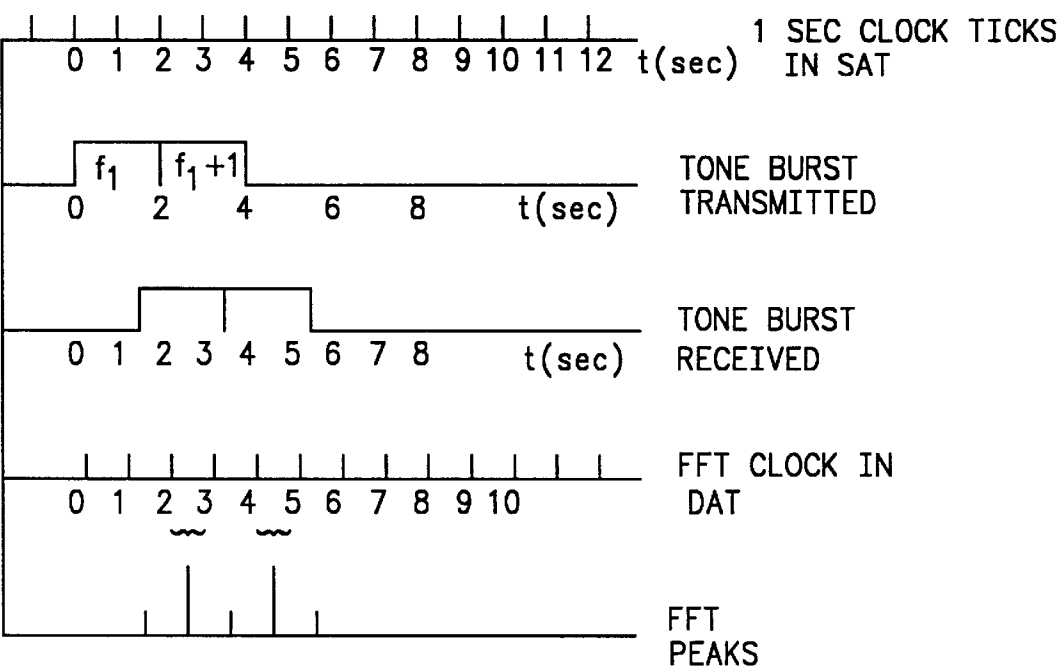 1 SEC CLOCK TICKS
0 1 2 3 4 5 6 7 8 9 10 11 12 t(sec) IN SAT
f1 f1+1
TONE BURST
0 2 4 6 8 t(sec) TRANSMITTED
TONE BURST
0 1 2 3 4 5 6 7 8 t(sec) RECEIVED
FFT CLOCK IN
0 1 2 3 4 5 6 7 8 9 10 DAT
FFT
PEAKS